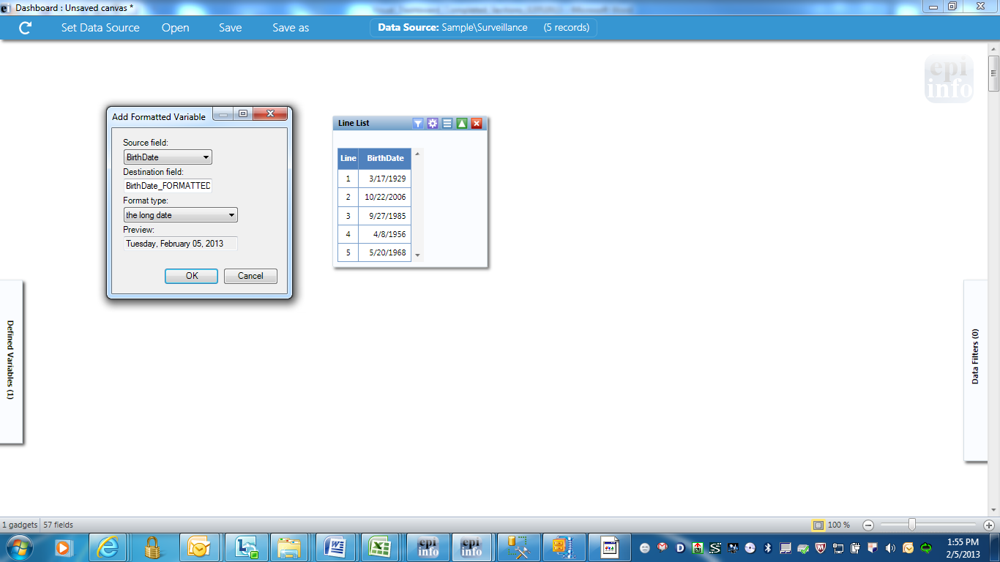 Dashboard : Unsaved canvas *
Set Data Source Open Save Save as Data Source: Sample\Surveillance (5 records)
epi info
Add Formatted Variable
Source field:
BirthDate
Destination field:
BirthDate_FORMATTED
Format type:
the long date
Preview:
Tuesday, February 05, 2013
OK Cancel
Line List
Line BirthDate
1 3/17/1929
2 10/22/2006
3 9/27/1985
4 4/8/1956
5 5/20/1968
Defined Variables (1)
Data Filters (0)
1 gadgets 57 fields
100 %
epi info
epi info
1:55 PM
2/5/2013